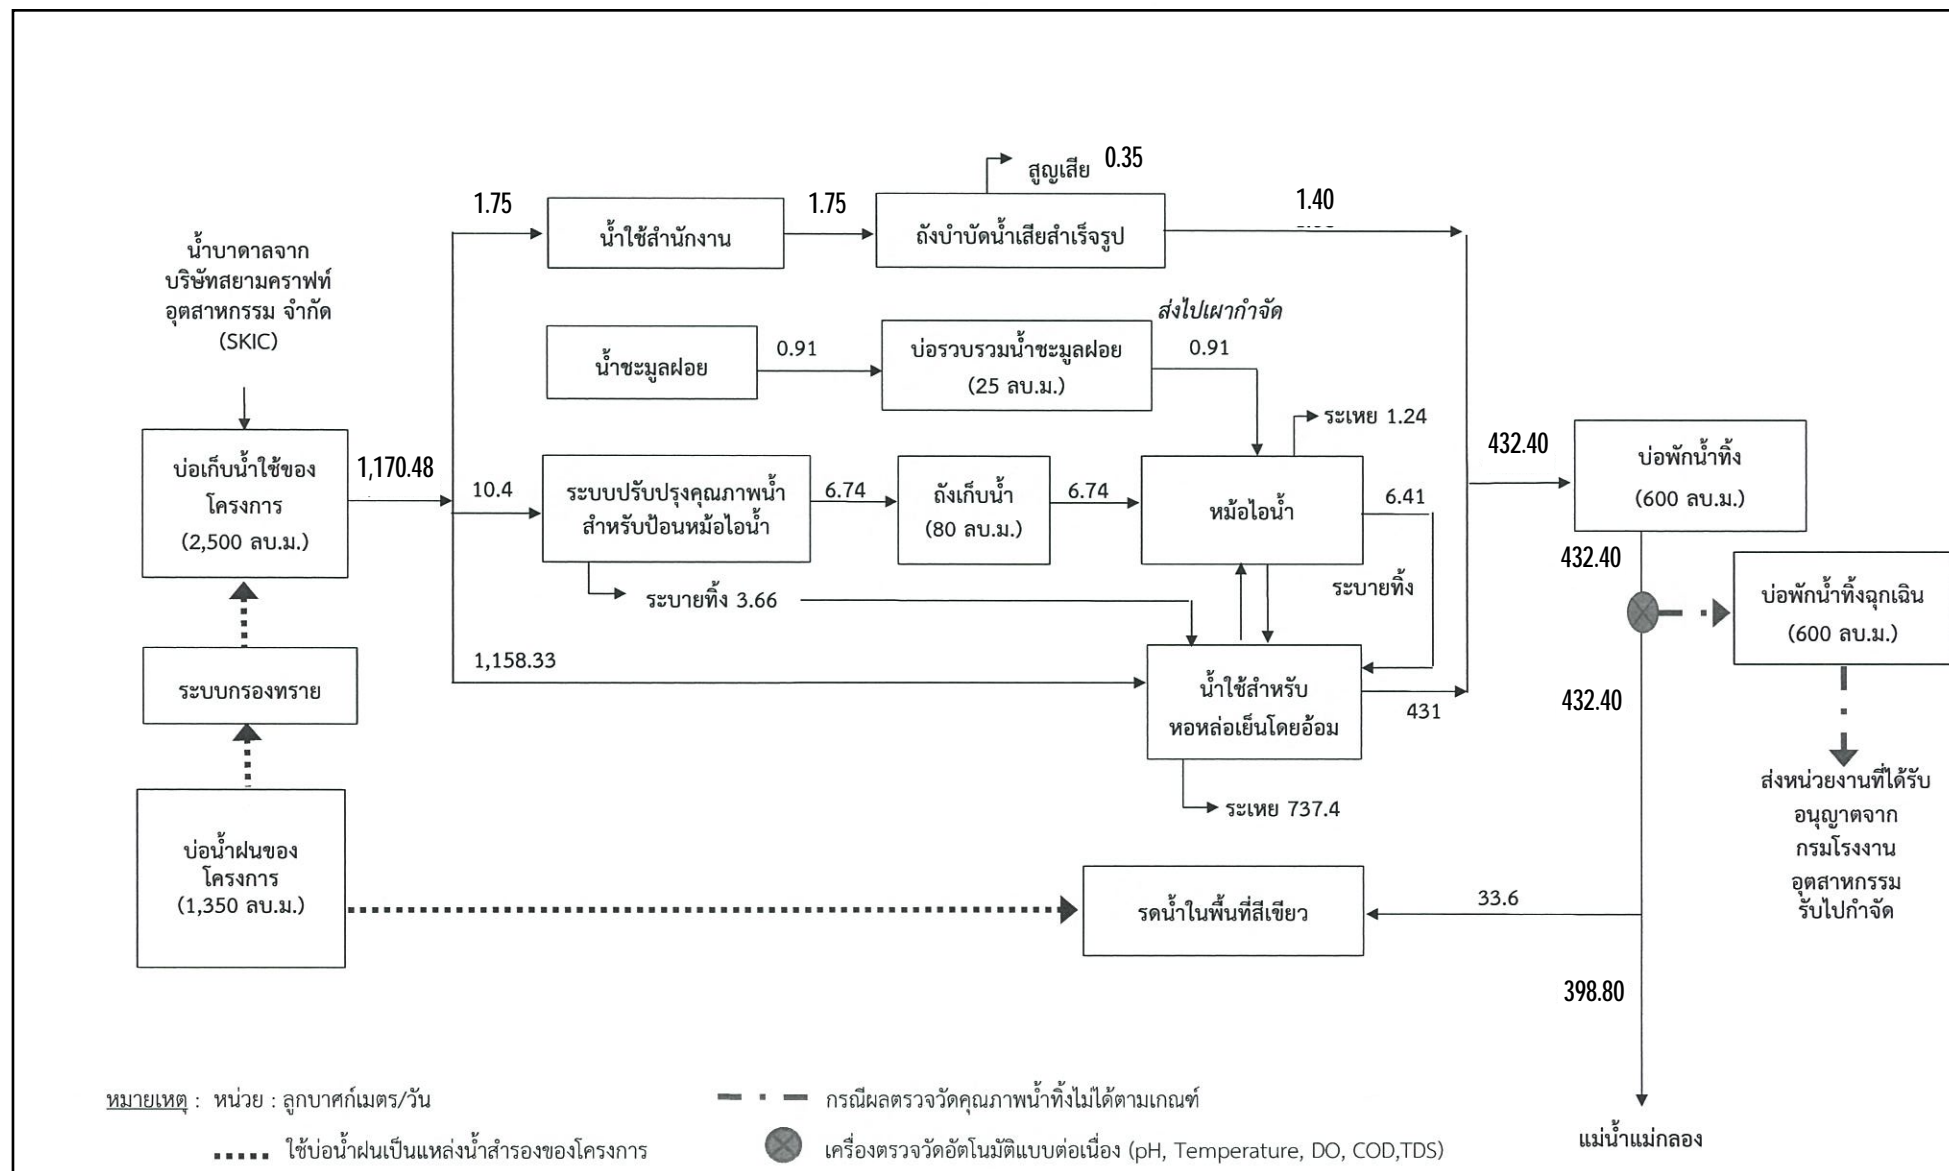 น้ำบาดาลจาก
บริษัทสยามคราฟท์
อุตสาหกรรม จำกัด
(SKIC)
บ่อเก็บน้ำใช้ของ
โครงการ
(2,500 ลบ.ม.)
1,170.48
ระบบกรองทราย
บ่อน้ำฝนของ
โครงการ
(1,350 ลบ.ม.)
1.75
น้ำใช้สำนักงาน
1.75
ถังบำบัดน้ำเสียสำเร็จรูป
สูญเสีย 0.35
1.40
น้ำชะมูลฝอย
0.91
บ่อรวบรวมน้ำชะมูลฝอย
(25 ลบ.ม.)
ส่งไปเผากำจัด
0.91
10.4
ระบบปรับปรุงคุณภาพน้ำ
สำหรับป้อนหม้อไอน้ำ
6.74
ถังเก็บน้ำ
(80 ลบ.ม.)
6.74
หม้อไอน้ำ
ระเหย 1.24
6.41
ระบายทิ้ง
ระบายทิ้ง 3.66
1,158.33
น้ำใช้สำหรับ
หอหล่อเย็นโดยอ้อม
431
ระเหย 737.4
432.40
บ่อพักน้ำทิ้ง
(600 ลบ.ม.)
432.40
บ่อพักน้ำทิ้งฉุกเฉิน
(600 ลบ.ม.)
432.40
ส่งหน่วยงานที่ได้รับ
อนุญาตจาก
กรมโรงงาน
อุตสาหกรรม
รับไปกำจัด
รดน้ำในพื้นที่สีเขียว
33.6
398.80
แม่น้ำแม่กลอง
หมายเหตุ : หน่วย : ลูกบาศก์เมตร/วัน
กรณีผลตรวจวัดคุณภาพน้ำทิ้งไม่ได้ตามเกณฑ์
ใช้บ่อน้ำฝนเป็นแหล่งน้ำสำรองของโครงการ
เครื่องตรวจวัดอัตโนมัติแบบต่อเนื่อง (pH, Temperature, DO, COD,TDS)